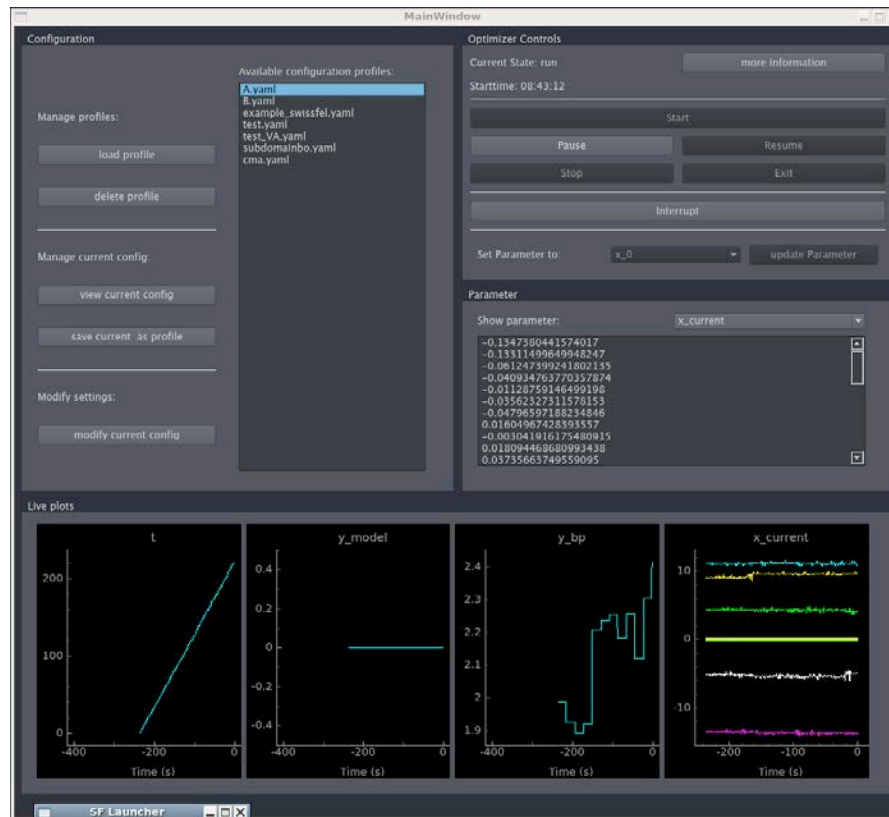 MainWindow
Configuration
Available configuration profiles:
A.yaml
B.yaml
example_swissfel.yaml
test.yaml
test_VA.yaml
subdomainbo.yaml
cma.yaml
Manage profiles:
load profile
delete profile
Manage current config:
view current config
save current as profile
Modify settings:
modify current config
Optimizer Controls
Current State: run
more information
Starttime: 08:43:12
Start
Pause
Resume
Stop
Exit
Interrupt
Set Parameter to:
x_0
update Parameter
Parameter
Show parameter:
x_current
-0.1347380441574017
-0.13311499649948247
-0.061247399241802135
-0.040934763770357874
-0.01128759146499198
-0.03562327311578153
-0.04796597188234846
0.01604967428393557
-0.003041916175480915
0.018094468680993438
0.03735663749559095
Live plots
t
200
100
0
-400
-200
0
Time (s)
y_model
0.4
0.2
0
-0.2
-0.4
-400
-200
0
Time (s)
y_bp
2.4
2.3
2.2
2.1
2
1.9
-400
-200
0
Time (s)
x_current
10
0
-10
-200
-100
0
Time (s)
SF Launcher